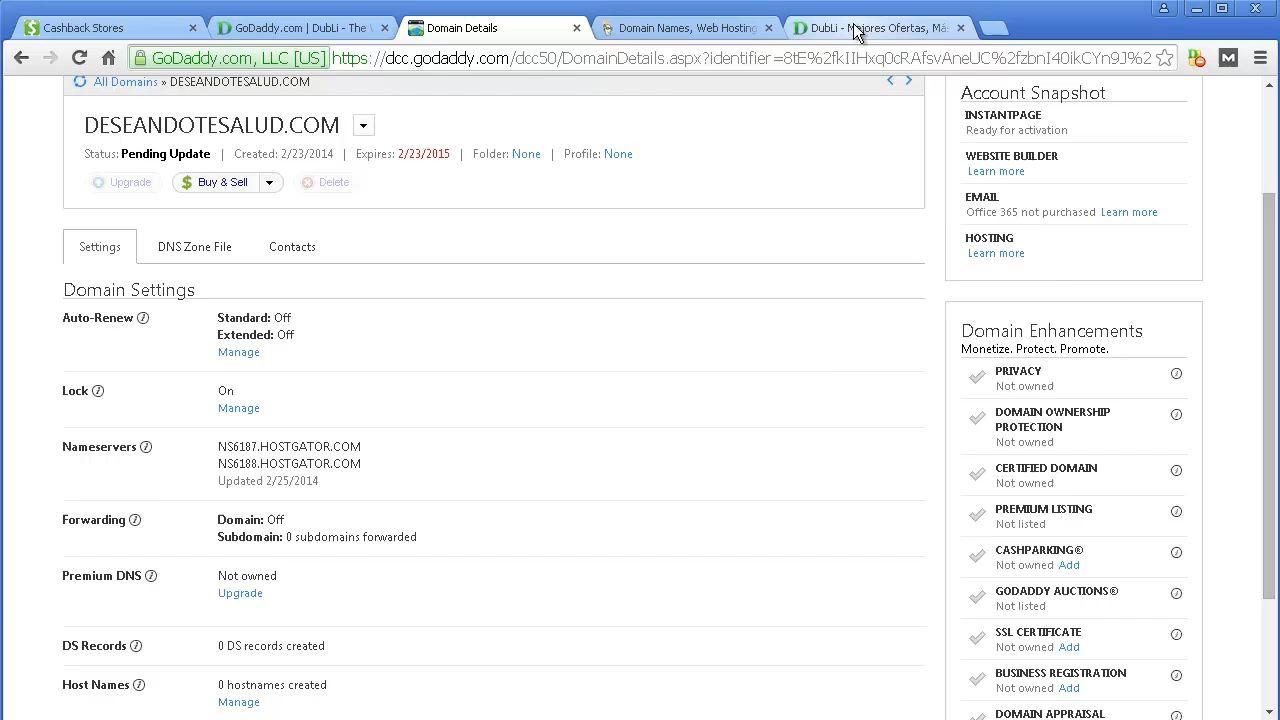 Cashback Stores
GoDaddy.com | DubLi - The
Domain Details
Domain Names, Web Hosting
DubLi - M jores Ofertas, Má
GoDaddy.com, LLC [US]
https://dcc.godaddy.com/dcc50/DomainDetails.aspx?identifier=8tE%2fkIIHxq0cRAfsvAneUC%2fzbnI40ikCYn9J%2
All Domains » DESEANDOTESALUD.COM
DESEANDOTESALUD.COM
Status: Pending Update | Created: 2/23/2014 | Expires: 2/23/2015 | Folder: None | Profile: None
Upgrade
$ Buy & Sell
Delete
Settings
DNS Zone File
Contacts
Domain Settings
Auto-Renew
Standard: Off
Extended: Off
Manage
Lock
On
Manage
Nameservers
NS6187.HOSTGATOR.COM
NS6188.HOSTGATOR.COM
Updated 2/25/2014
Forwarding
Domain: Off
Subdomain: 0 subdomains forwarded
Premium DNS
Not owned
Upgrade
DS Records
0 DS records created
Host Names
0 hostnames created
Manage
Account Snapshot
INSTANTPAGE
Ready for activation
WEBSITE BUILDER
Learn more
EMAIL
Office 365 not purchased Learn more
HOSTING
Learn more
Domain Enhancements
Monetize. Protect. Promote.
PRIVACY
Not owned
DOMAIN OWNERSHIP
PROTECTION
Not owned
CERTIFIED DOMAIN
Not owned
PREMIUM LISTING
Not listed
CASHPARKING®
Not owned Add
GODADDY AUCTIONS®
Not listed
SSL CERTIFICATE
Not owned Add
BUSINESS REGISTRATION
Not owned Add
DOMAIN APPRAISAL